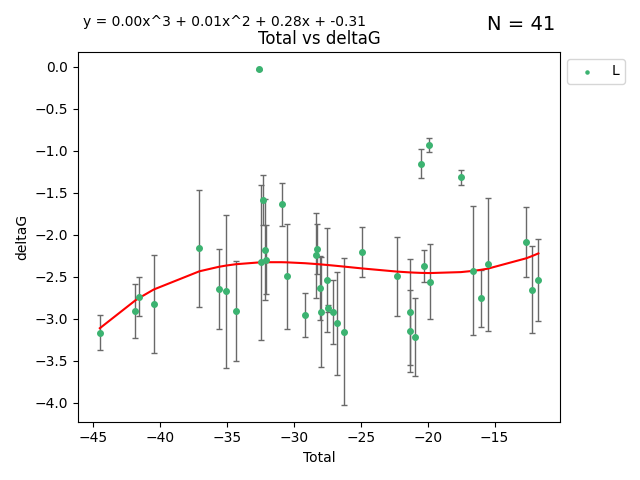 y = 0.00x^3 + 0.01x^2 + 0.28x + -0.31
N = 41
Total vs deltaG
L
deltaG
0.0
−0.5
−1.0
−1.5
−2.0
−2.5
−3.0
−3.5
−4.0
−45
−40
−35
−30
−25
−20
−15
Total